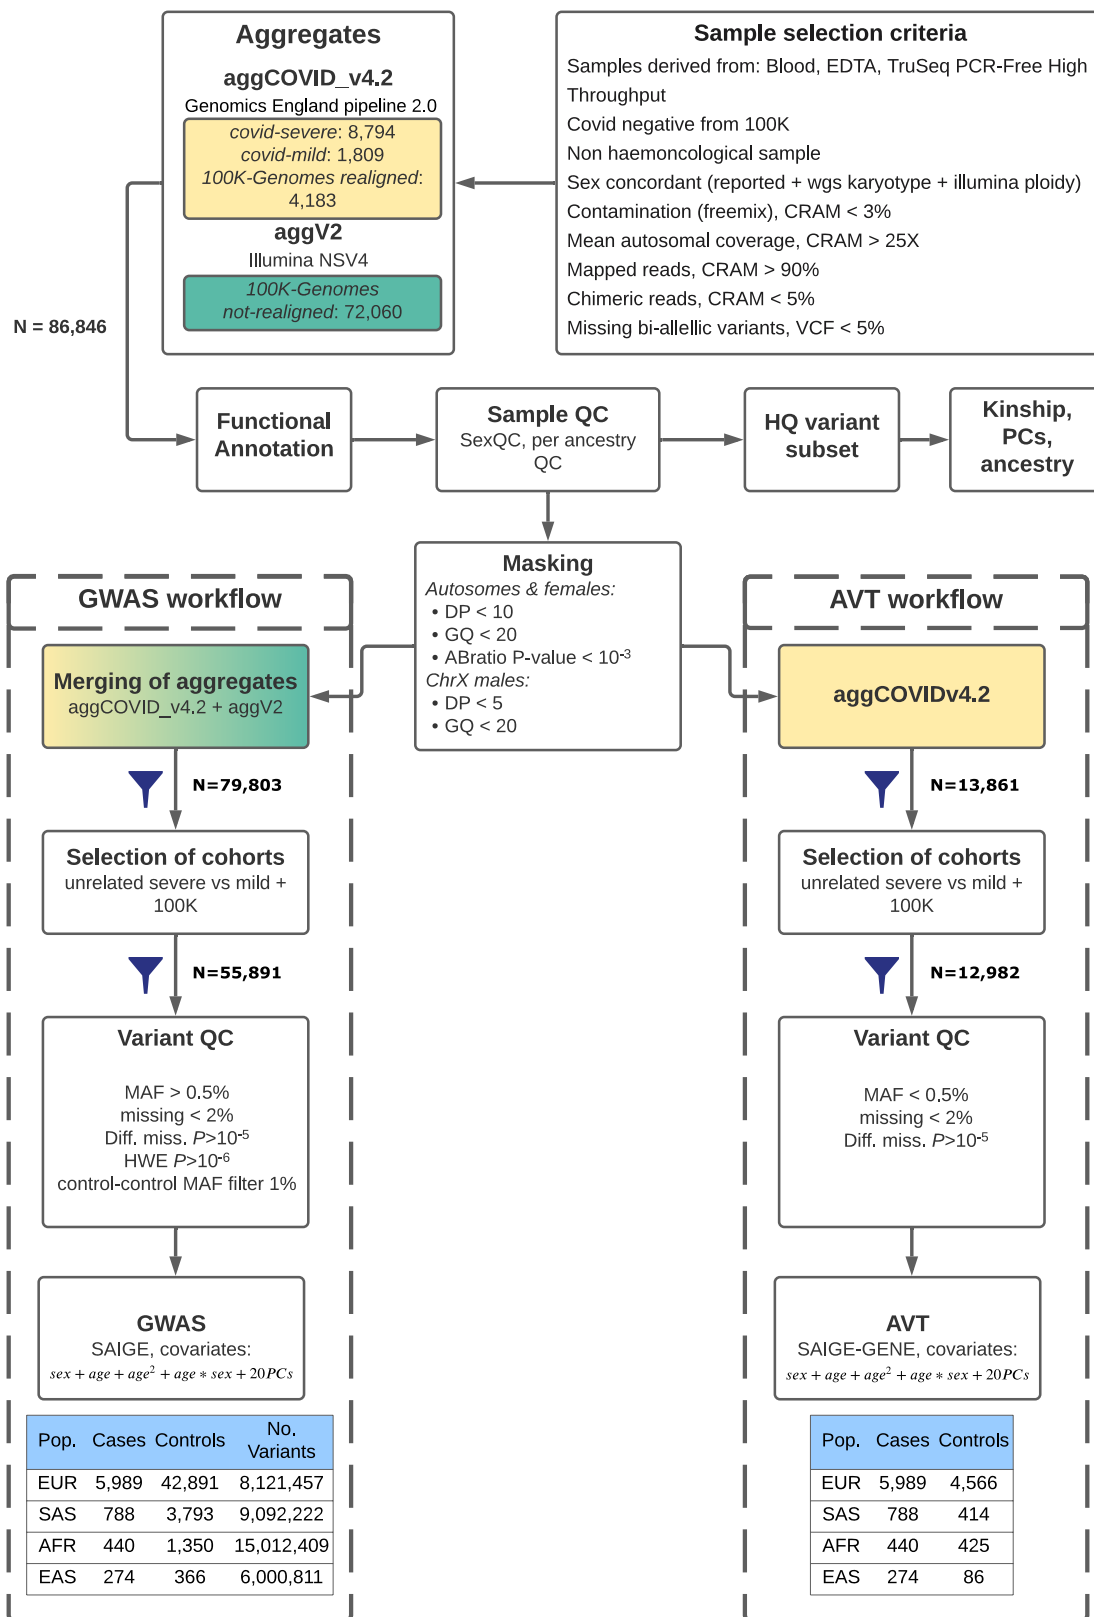 Aggregates
aggCOVID_v4.2
Genomics England pipeline 2.0
covid-severe: 8,794
covid-mild: 1,809
100K-Genomes realigned:
4,183
aggV2
Illumina NSV4
100K-Genomes
not-realigned: 72,060
Sample selection criteria
Samples derived from: Blood, EDTA, TruSeq PCR-Free High
Throughput
Covid negative from 100K
Non haemoncological sample
Sex concordant (reported + wgs karyotype + illumina ploidy)
Contamination (freemix), CRAM < 3%
Mean autosomal coverage, CRAM > 25X
Mapped reads, CRAM > 90%
Chimeric reads, CRAM < 5%
Missing bi-allellic variants, VCF < 5%
N = 86,846
Functional
Annotation
Sample QC
SexQC, per ancestry
QC
HQ variant
subset
Kinship,
PCs,
ancestry
Masking
Autosomes & females:
• DP < 10
• GQ < 20
• ABratio P-value < 10⁻³
ChrX males:
• DP < 5
• GQ < 20
GWAS workflow
Merging of aggregates
aggCOVID_v4.2 + aggV2
N=79,803
Selection of cohorts
unrelated severe vs mild +
100K
N=55,891
Variant QC
MAF > 0.5%
missing < 2%
Diff. miss. P>10⁻⁵
HWE P>10⁻⁶
control-control MAF filter 1%
GWAS
SAIGE, covariates:
sex + age + age² + age * sex + 20PCs
Pop. Cases Controls No. Variants
EUR 5,989 42,891 8,121,457
SAS 788 3,793 9,092,222
AFR 440 1,350 15,012,409
EAS 274 366 6,000,811
AVT workflow
aggCOVIDv4.2
N=13,861
Selection of cohorts
unrelated severe vs mild +
100K
N=12,982
Variant QC
MAF < 0.5%
missing < 2%
Diff. miss. P>10⁻⁵
AVT
SAIGE-GENE, covariates:
sex + age + age² + age * sex + 20PCs
Pop. Cases Controls
EUR 5,989 4,566
SAS 788 414
AFR 440 425
EAS 274 86